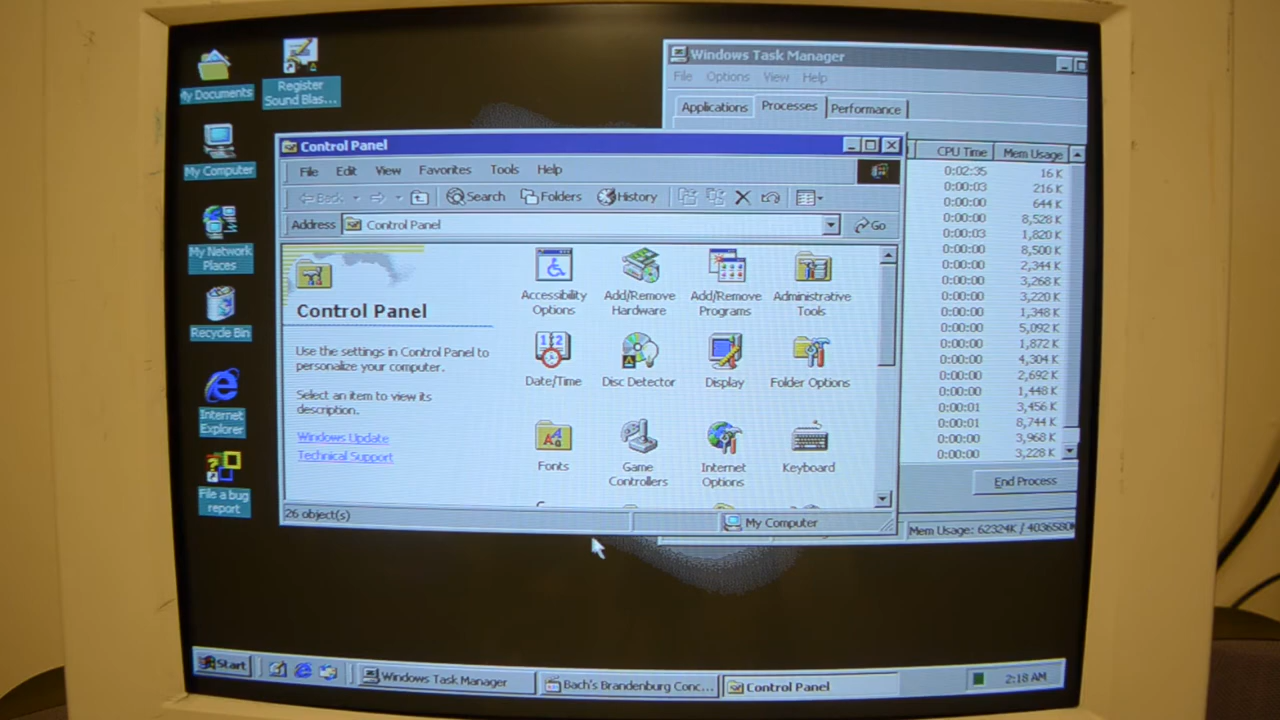 My Documents
Register
Sound Blas...
My Computer
My Network
Places
Recycle Bin
Internet
Explorer
File a bug
report
Windows Task Manager
File Options View Help
Applications Processes Performance
CPU Time Mem Usage
0:02:35 16 K
0:00:03 216 K
0:00:00 644 K
0:00:00 8,528 K
0:00:03 1,820 K
0:00:00 8,500 K
0:00:00 2,344 K
0:00:00 3,268 K
0:00:00 3,220 K
0:00:00 1,348 K
0:00:00 5,092 K
0:00:00 1,872 K
0:00:00 4,304 K
0:00:00 2,692 K
0:00:00 1,448 K
0:00:01 3,456 K
0:00:01 8,744 K
0:00:00 3,968 K
0:00:00 3,228 K
End Process
Mem Usage: 62324K / 4036580K
Control Panel
File Edit View Favorites Tools Help
Back Search Folders History
Address Control Panel Go
Control Panel
Use the settings in Control Panel to
personalize your computer.
Select an item to view its
description.
Windows Update
Technical Support
Accessibility
Options
Add/Remove
Hardware
Add/Remove
Programs
Administrative
Tools
12
Date/Time
Disc Detector
Display
Folder Options
Fonts
Game
Controllers
Internet
Options
Keyboard
26 object(s)
My Computer
Start
Windows Task Manager
Bach's Brandenburg Conc...
Control Panel
2:18 AM